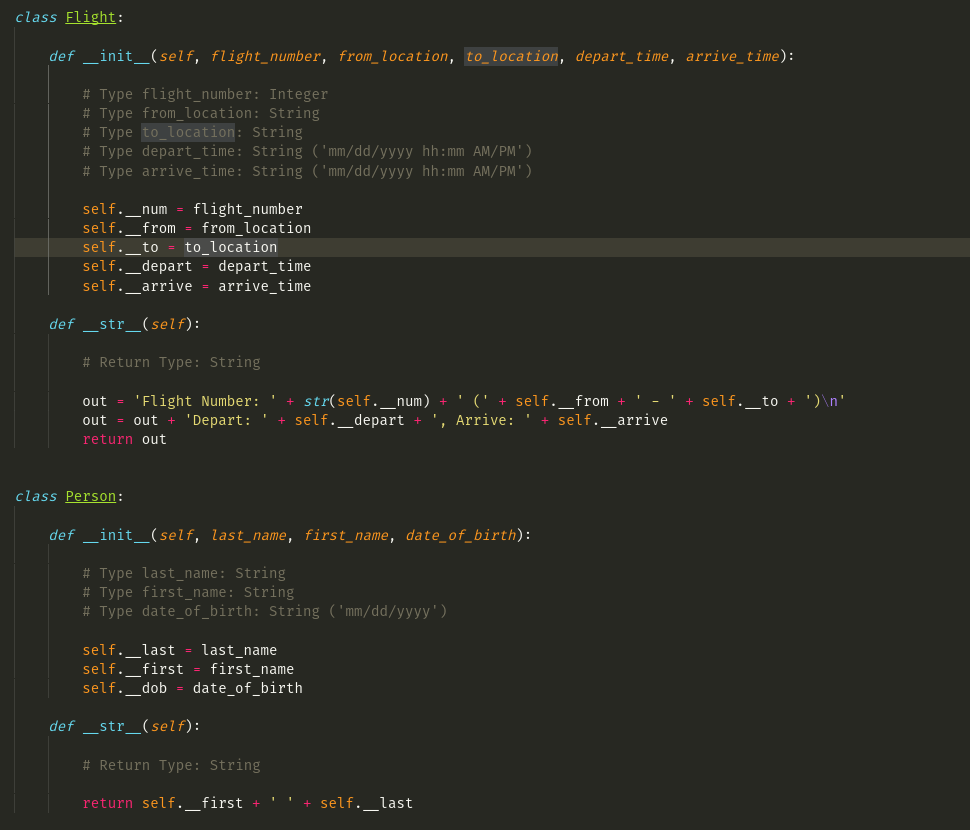 class Flight:
def __init__(self, flight_number, from_location, to_location, depart_time, arrive_time):
# Type flight_number: Integer
# Type from_location: String
# Type to_location: String
# Type depart_time: String ('mm/dd/yyyy hh:mm AM/PM')
# Type arrive_time: String ('mm/dd/yyyy hh:mm AM/PM')
self.__num = flight_number
self.__from = from_location
self.__to = to_location
self.__depart = depart_time
self.__arrive = arrive_time
def __str__(self):
# Return Type: String
out = 'Flight Number: ' + str(self.__num) + ' (' + self.__from + ' - ' + self.__to + ')\n'
out = out + 'Depart: ' + self.__depart + ', Arrive: ' + self.__arrive
return out
class Person:
def __init__(self, last_name, first_name, date_of_birth):
# Type last_name: String
# Type first_name: String
# Type date_of_birth: String ('mm/dd/yyyy')
self.__last = last_name
self.__first = first_name
self.__dob = date_of_birth
def __str__(self):
# Return Type: String
return self.__first + ' ' + self.__last